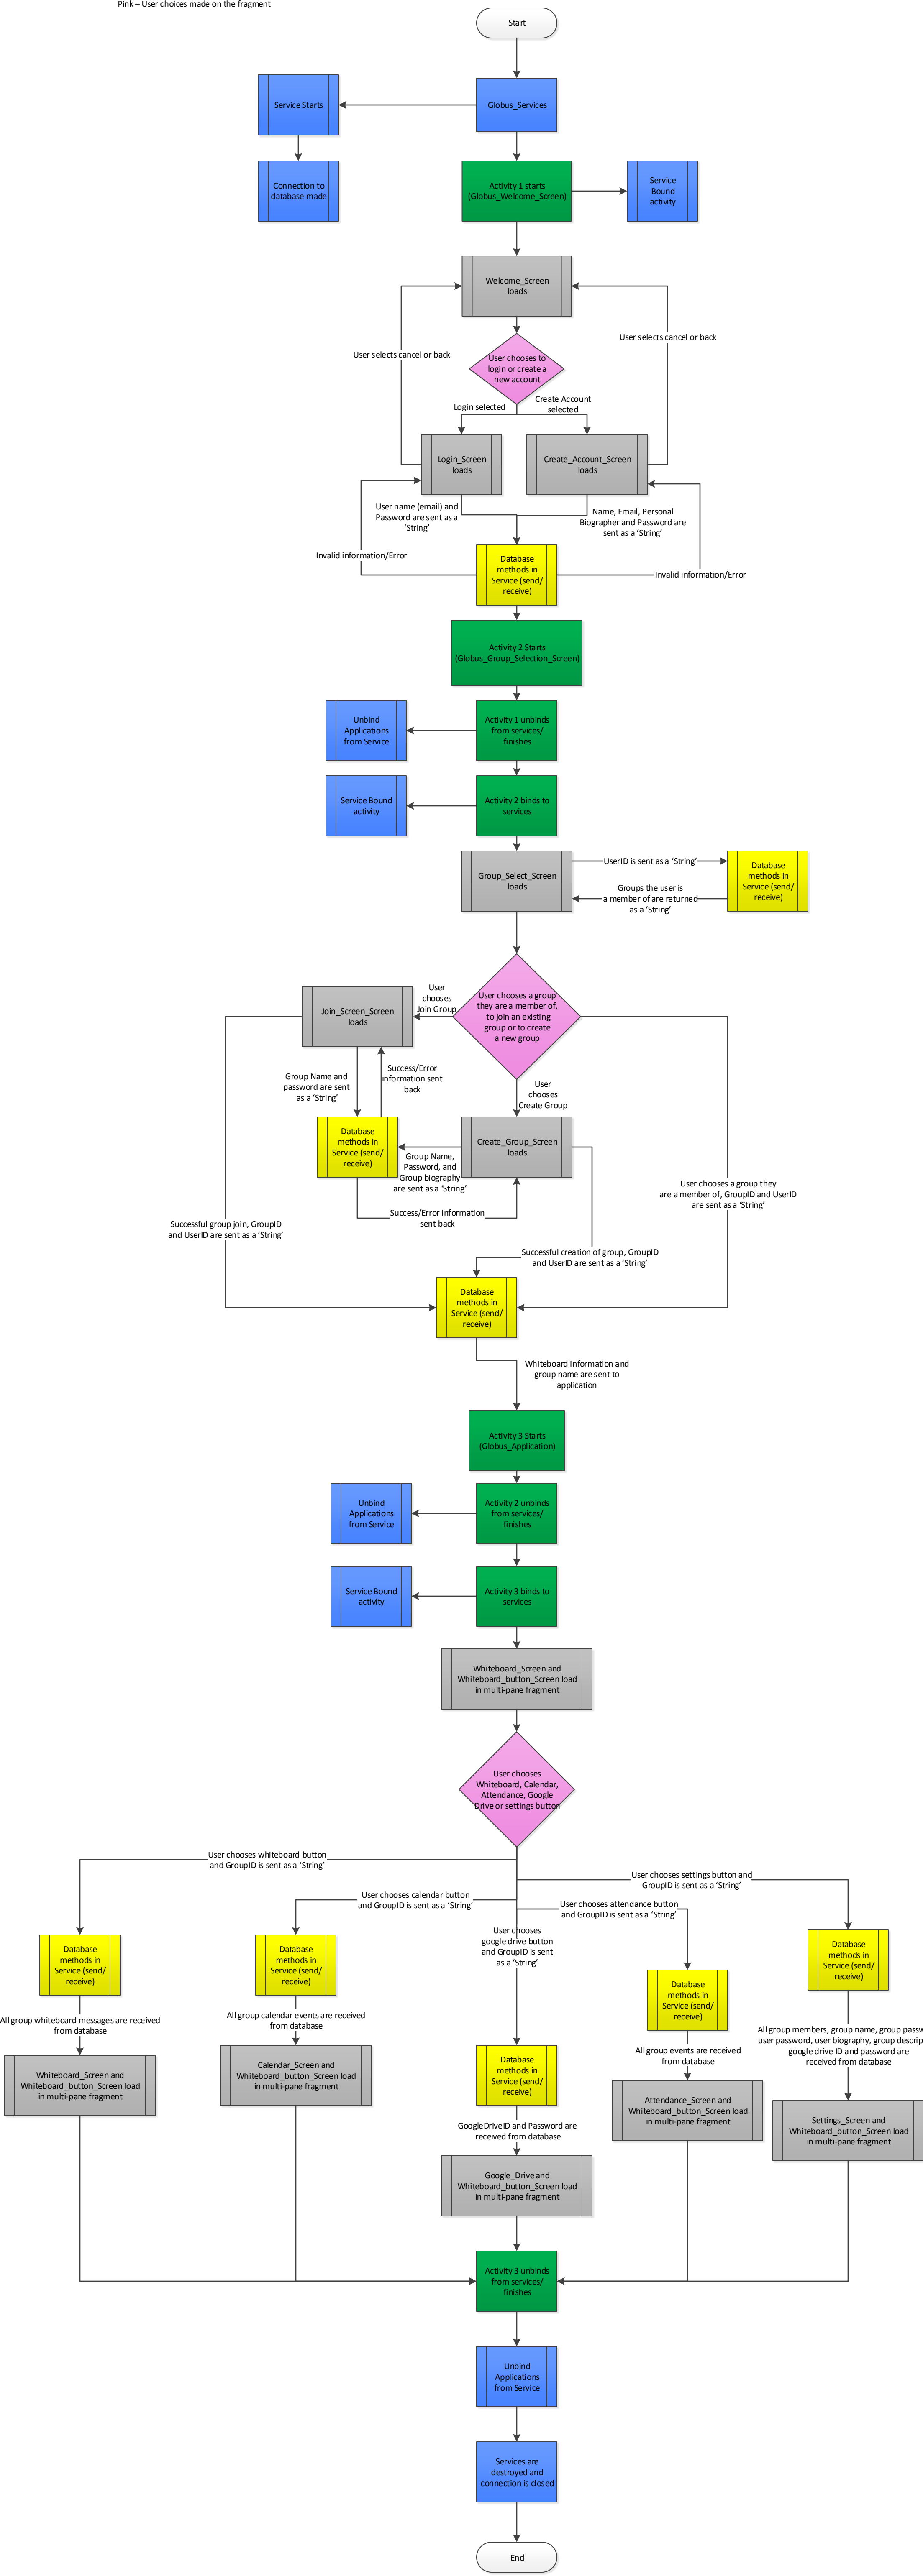 Pink – User choices made on the fragment
Start
Service Starts
Globus_Services
Connection to
database made
Activity 1 starts
(Globus_Welcome_Screen)
Service
Bound
activity
Welcome_Screen
loads
User selects cancel or back
User selects cancel or back
User chooses to
login or create a
new account
Login selected
Create Account
selected
Login_Screen
loads
Create_Account_Screen
loads
User name (email) and
Password are sent as a
‘String’
Name, Email, Personal
Biographer and Password are
sent as a ‘String’
Invalid information/Error
Database
methods in
Service (send/
receive)
Invalid information/Error
Activity 2 Starts
(Globus_Group_Selection_Screen)
Unbind
Applications
from Service
Activity 1 unbinds
from services/
finishes
Service Bound
activity
Activity 2 binds to
services
Group_Select_Screen
loads
UserID is sent as a ‘String’
Groups the user is
a member of are returned
as a ‘String’
Database
methods in
Service (send/
receive)
User chooses a group
they are a member of,
to join an existing
group or to create
a new group
User
chooses
Join Group
Join_Screen_Screen
loads
Group Name and
password are sent
as a ‘String’
Success/Error
information sent
back
User
chooses
Create Group
Database
methods in
Service (send/
receive)
Create_Group_Screen
loads
Group Name,
Password, and
Group biography
are sent as a ‘String’
Success/Error information
sent back
User chooses a group they
are a member of, GroupID and UserID
are sent as a ‘String’
Successful group join, GroupID
and UserID are sent as a ‘String’
Successful creation of group, GroupID
and UserID are sent as a ‘String’
Database
methods in
Service (send/
receive)
Whiteboard information and
group name are sent to
application
Activity 3 Starts
(Globus_Application)
Unbind
Applications
from Service
Activity 2 unbinds
from services/
finishes
Service Bound
activity
Activity 3 binds to
services
Whiteboard_Screen and
Whiteboard_button_Screen load
in multi-pane fragment
User chooses
Whiteboard, Calendar,
Attendance, Google
Drive or settings button
User chooses whiteboard button
and GroupID is sent as a ‘String’
User chooses calendar button
and GroupID is sent as a ‘String’
User chooses
google drive button
and GroupID is sent
as a ‘String’
User chooses attendance button
and GroupID is sent as a ‘String’
User chooses settings button and
GroupID is sent as a ‘String’
Database
methods in
Service (send/
receive)
Database
methods in
Service (send/
receive)
Database
methods in
Service (send/
receive)
Database
methods in
Service (send/
receive)
Database
methods in
Service (send/
receive)
All group whiteboard messages are received
from database
All group calendar events are received
from database
GoogleDriveID and Password are
received from database
All group events are received
from database
All group members, group name, group passw
user password, user biography, group descrip
google drive ID and password are
received from database
Whiteboard_Screen and
Whiteboard_button_Screen load
in multi-pane fragment
Calendar_Screen and
Whiteboard_button_Screen load
in multi-pane fragment
Google_Drive and
Whiteboard_button_Screen load
in multi-pane fragment
Attendance_Screen and
Whiteboard_button_Screen load
in multi-pane fragment
Settings_Screen and
Whiteboard_button_Screen load
in multi-pane fragment
Activity 3 unbinds
from services/
finishes
Unbind
Applications
from Service
Services are
destroyed and
connection is closed
End